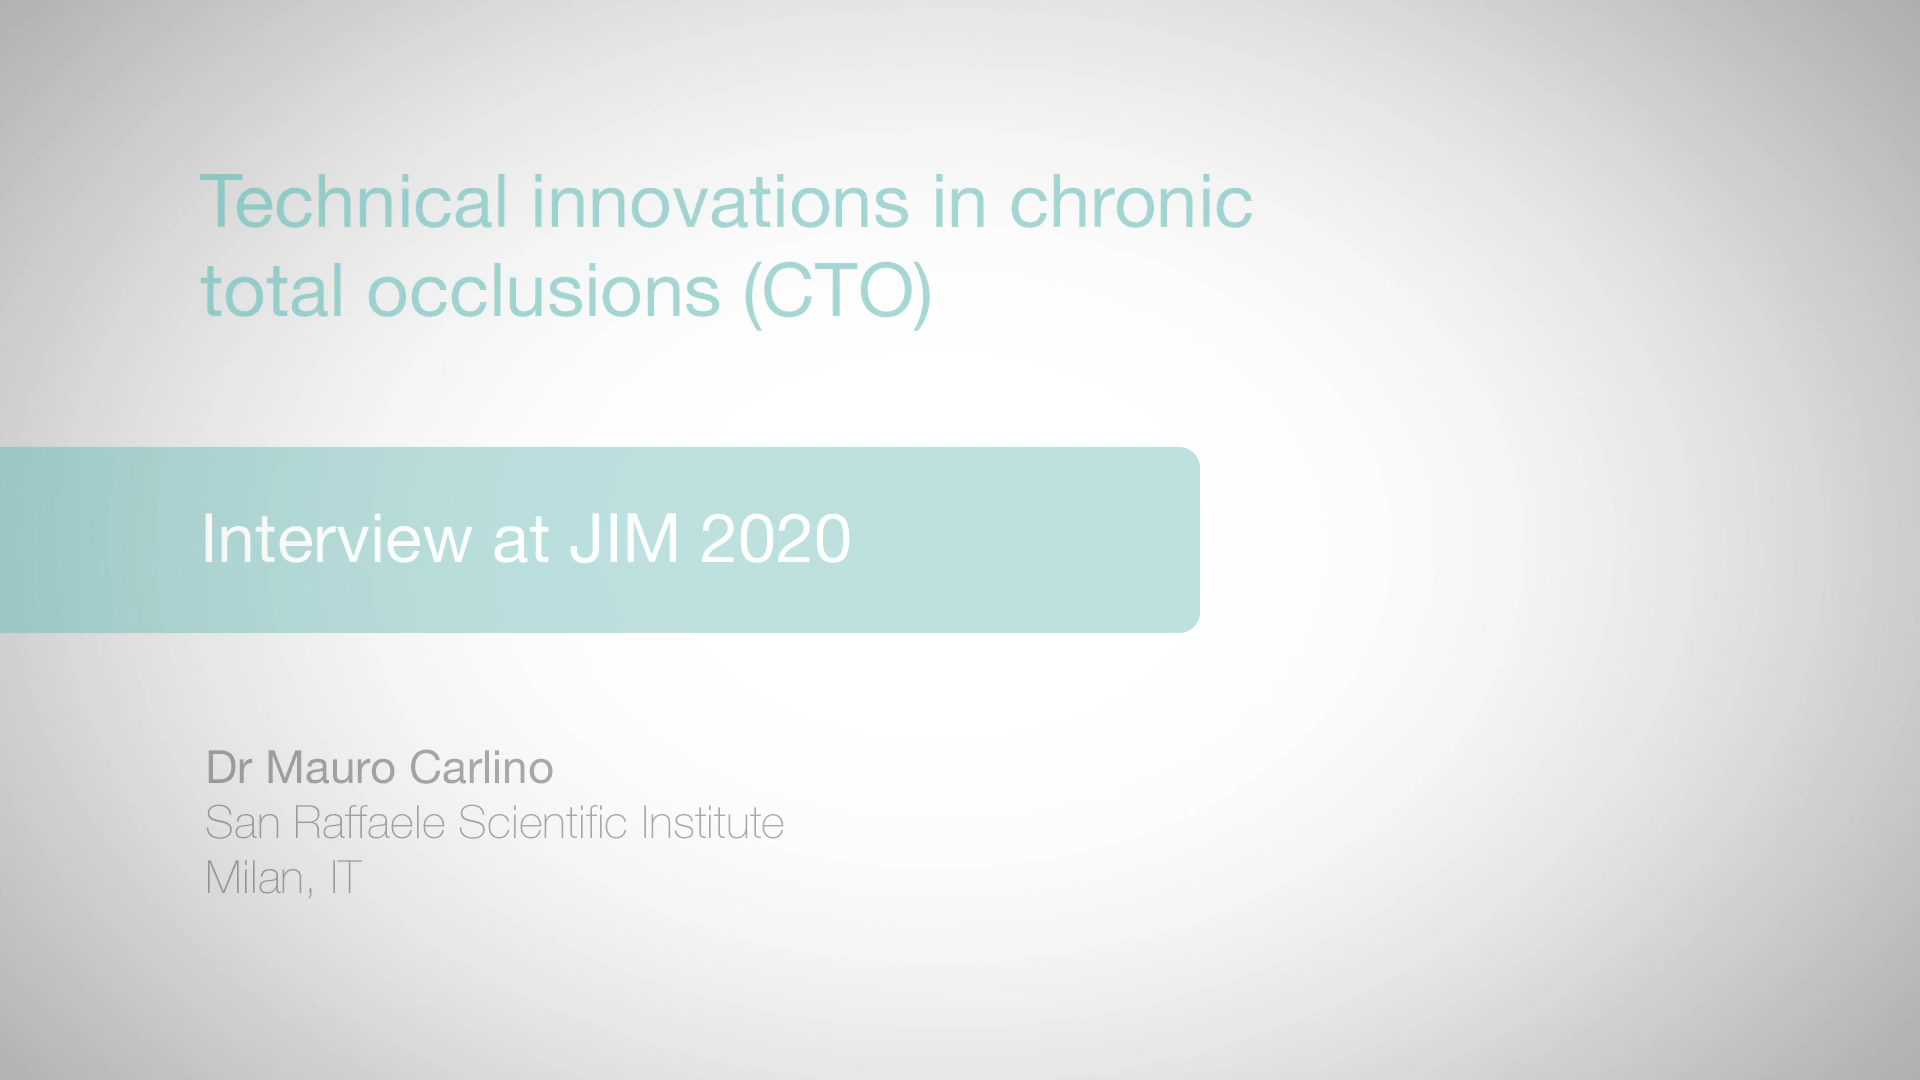 Technical innovations in chronic
total occlusions (CTO)
Interview at JIM 2020
Dr Mauro Carlino
San Raffaele Scientific Institute
Milan, IT